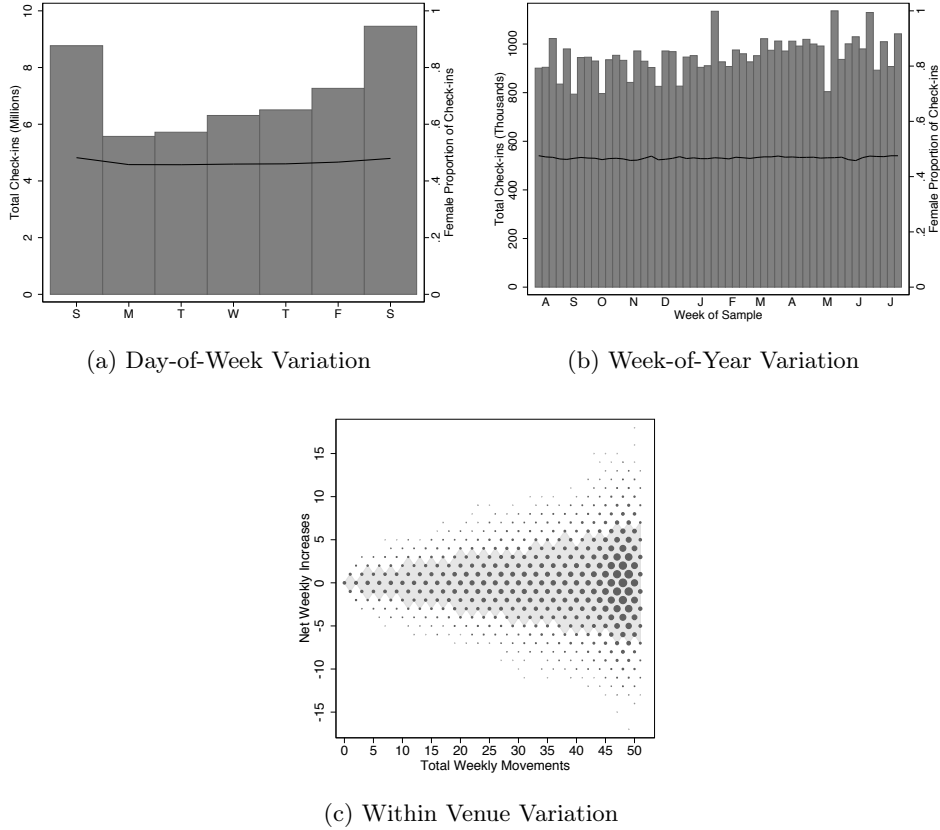 Total Check-ins (Millions)
0 2 4 6 8 10
S M T W T F S
Female Proportion of Check-ins
0 .2 .4 .6 .8 1
(a) Day-of-Week Variation
Total Check-ins (Thousands)
0 200 400 600 800 1000
A S O N D J F M A M J J
Week of Sample
Female Proportion of Check-ins
0 .2 .4 .6 .8 1
(b) Week-of-Year Variation
Net Weekly Increases
-15 -10 -5 0 5 10 15
0 5 10 15 20 25 30 35 40 45 50
Total Weekly Movements
(c) Within Venue Variation